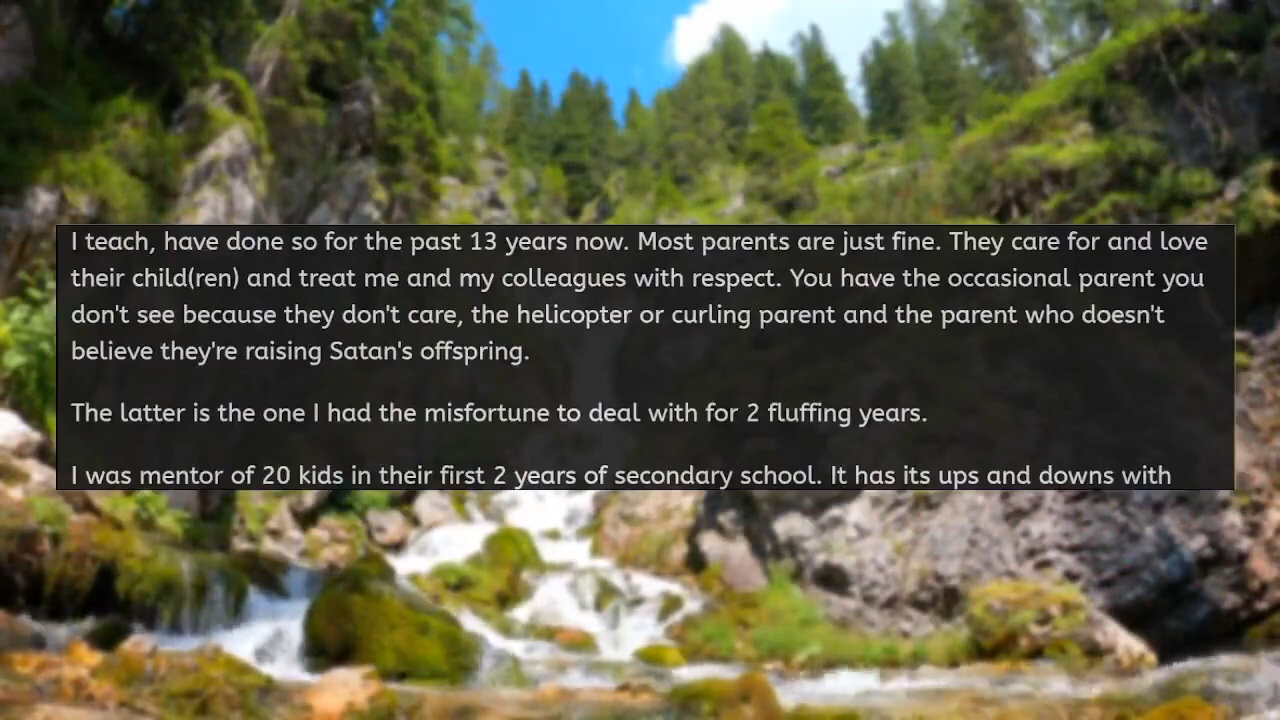 I teach, have done so for the past 13 years now. Most parents are just fine. They care for and love
their child(ren) and treat me and my colleagues with respect. You have the occasional parent you
don't see because they don't care, the helicopter or curling parent and the parent who doesn't
believe they're raising Satan's offspring.
The latter is the one I had the misfortune to deal with for 2 fluffing years.
I was mentor of 20 kids in their first 2 years of secondary school. It has its ups and downs with